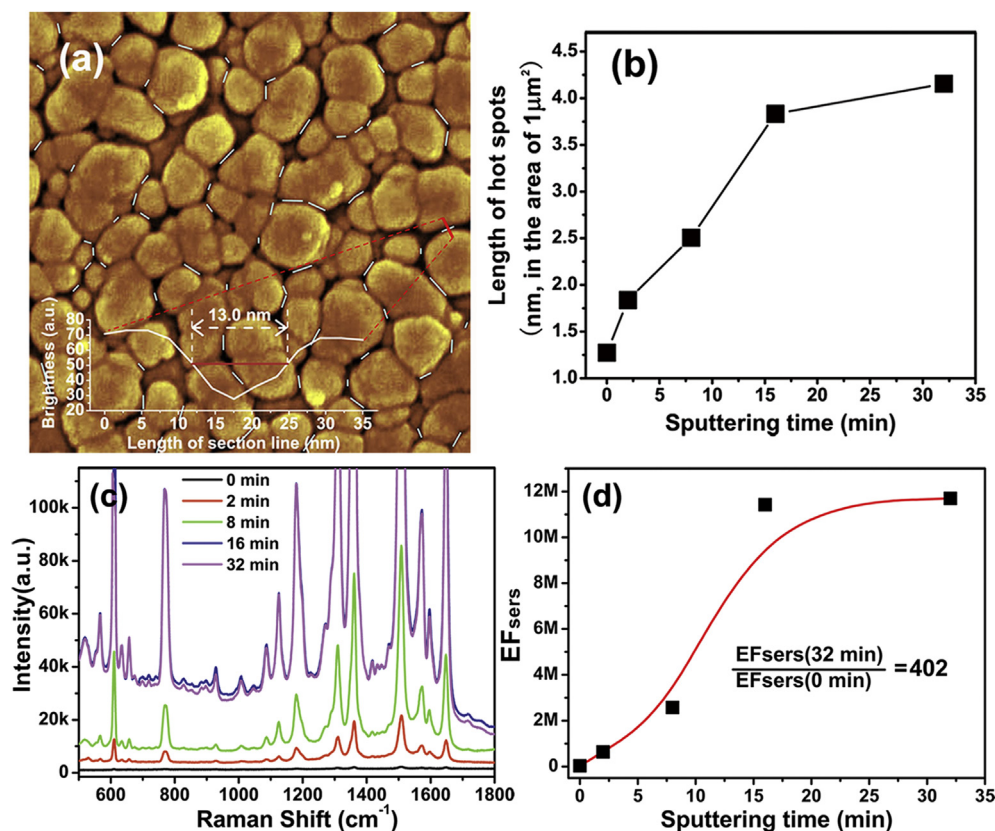 (a)
13.0 nm
Brightness (a.u.)
80
70
60
50
40
30
20
0 5 10 15 20 25 30 35
Length of section line (nm)
(b)
Length of hot spots
(nm, in the area of 1μm²)
4.5
4.0
3.5
3.0
2.5
2.0
1.5
1.0
0 5 10 15 20 25 30 35
Sputtering time (min)
(c)
0 min
2 min
8 min
16 min
32 min
Intensity(a.u.)
100k
80k
60k
40k
20k
0
600 800 1000 1200 1400 1600 1800
Raman Shift (cm⁻¹)
(d)
EFsers
12M
10M
8M
6M
4M
2M
0M
EFsers(32 min)
EFsers(0 min)
=402
0 5 10 15 20 25 30 35
Sputtering time (min)